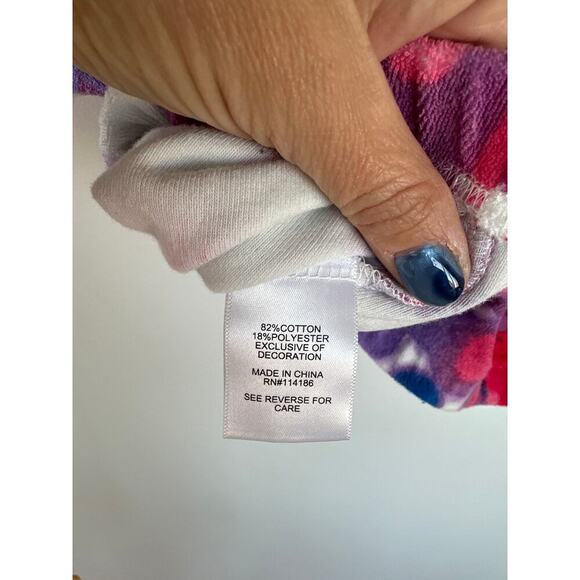 82%COTTON
18%POLYESTER
EXCLUSIVE OF
DECORATION
MADE IN CHINA
RN#114186
SEE REVERSE FOR
CARE